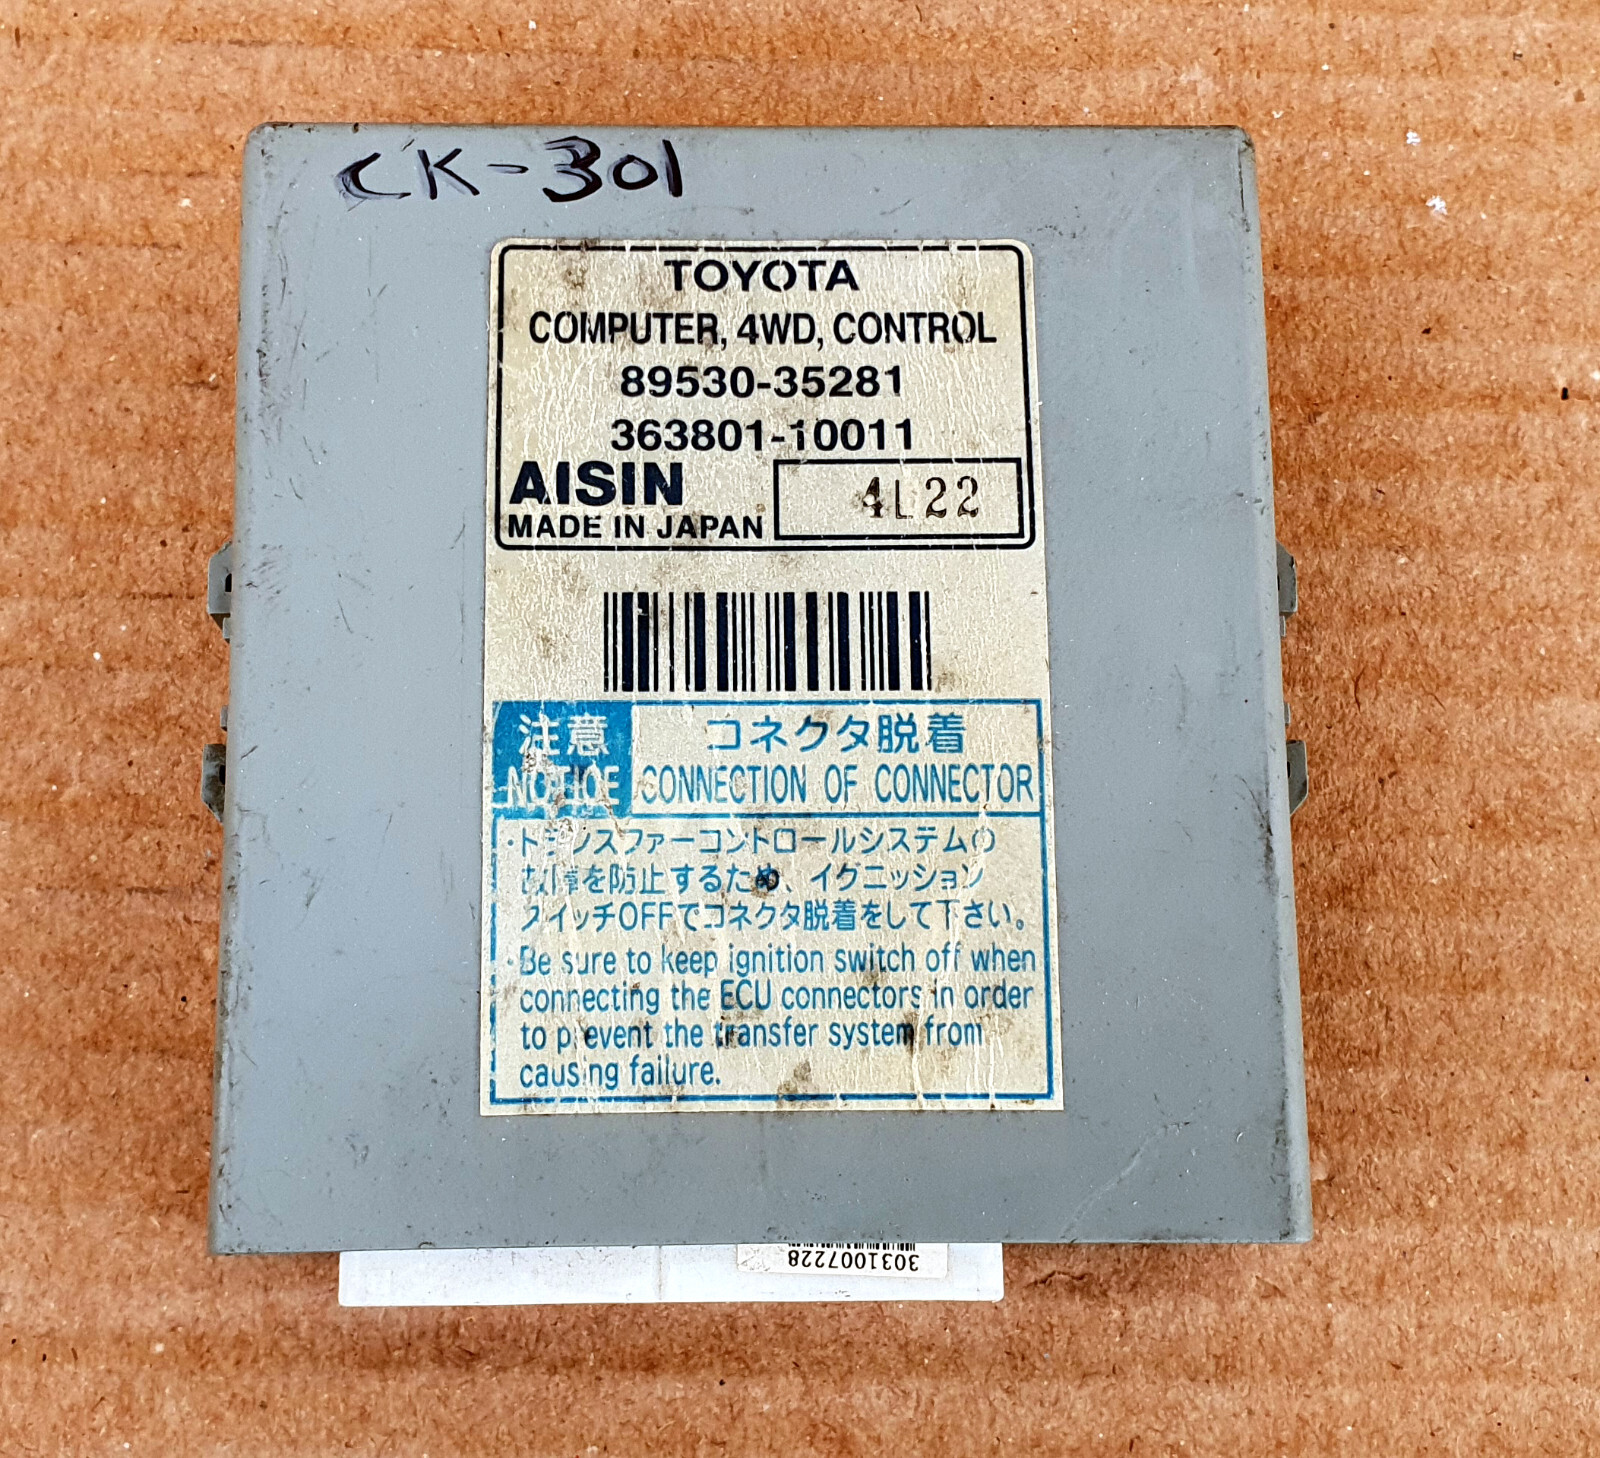 CK-301
TOYOTA
COMPUTER, 4WD, CONTROL
89530-35281
363801-10011
AISIN
MADE IN JAPAN
4L22
注意
NOTICE
コネクタ脱着
CONNECTION OF CONNECTOR
・トランスファーコントロールシステムの
故障を防止するため、イグニッション
スイッチOFFでコネクタ脱着をして下さい。
・Be sure to keep ignition switch off when
connecting the ECU connectors in order
to prevent the transfer system from
causing failure.
3031007228